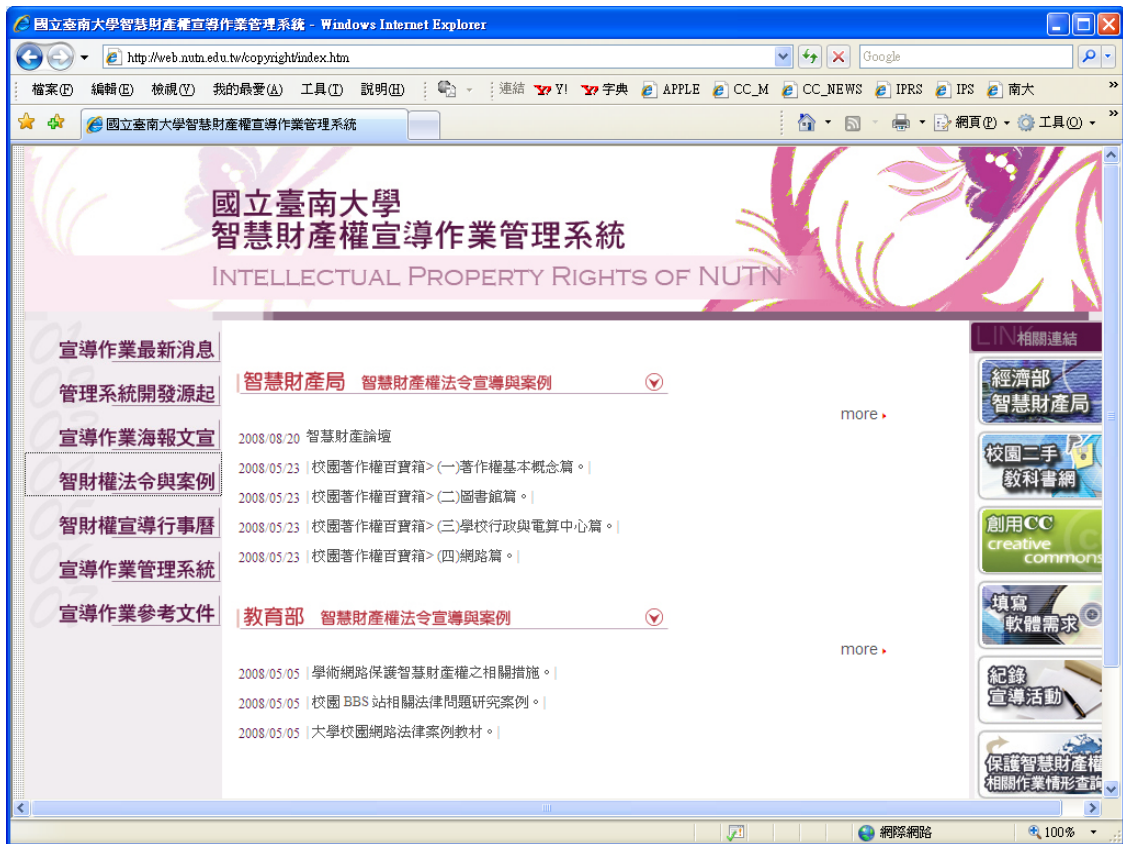 國立臺南大學智慧財產權宣導作業管理系統 - Windows Internet Explorer
http://web.nutn.edu.tw/copyright/index.htm
Google
檔案(F) 編輯(E) 檢視(V) 我的最愛(A) 工具(T) 說明(H) 連結 Y! 字典 APPLE CC_M CC_NEWS IPRS IPS 南大 »
國立臺南大學智慧財產權宣導作業管理系統
網頁(P) 工具(O) »
國立臺南大學
智慧財產權宣導作業管理系統
INTELLECTUAL PROPERTY RIGHTS OF NUTN
宣導作業最新消息
管理系統開發源起
宣導作業海報文宣
智財權法令與案例
智財權宣導行事曆
宣導作業管理系統
宣導作業參考文件
智慧財產局 智慧財產權法令宣導與案例
more
2008/08/20 智慧財產論壇
2008/05/23 |校園著作權百寶箱> (一)著作權基本概念篇。|
2008/05/23 |校園著作權百寶箱> (二)圖書館篇。|
2008/05/23 |校園著作權百寶箱> (三)學校行政與電算中心篇。|
2008/05/23 |校園著作權百寶箱> (四)網路篇。|
教育部 智慧財產權法令宣導與案例
more
2008/05/05 |學術網路保護智慧財產權之相關措施。|
2008/05/05 |校園 BBS 站相關法律問題研究案例。|
2008/05/05 |大學校園網路法律案例教材。|
LINK 相關連結
經濟部
智慧財產局
校園二手
教科書網
創用CC
creative
commons
填寫
軟體需求
紀錄
宣導活動
保護智慧財產權
相關作業情形查詢
網際網路
100%